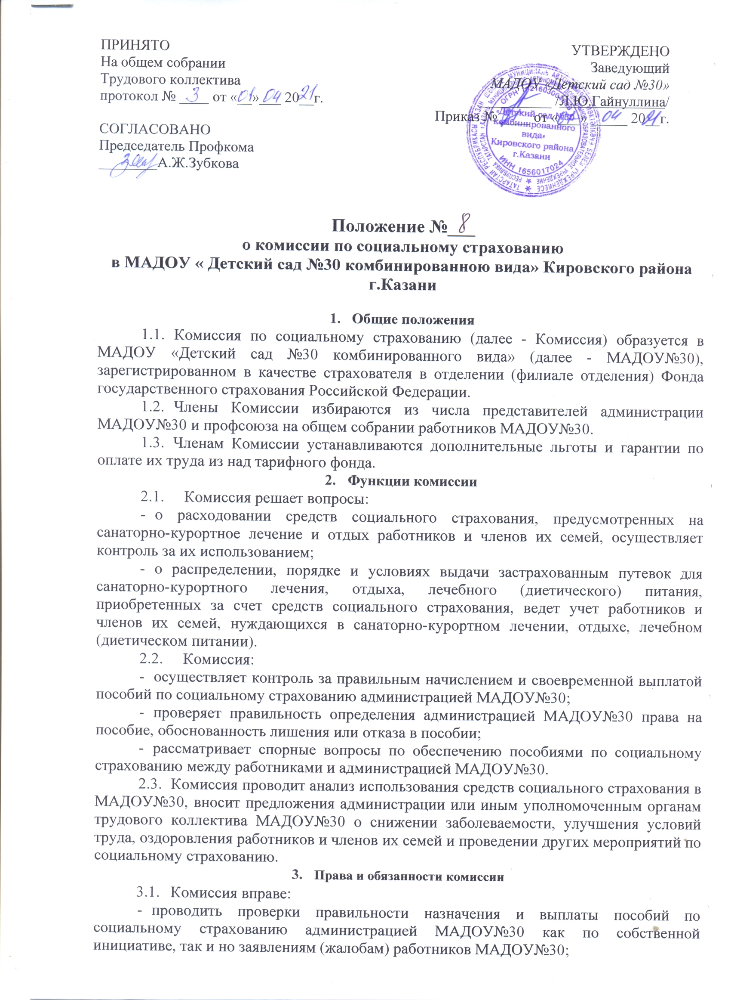 ПРИНЯТО
На общем собрании
Трудового коллектива
протокол № 3 от «01» 04 2021г.
СОГЛАСОВАНО
Председатель Профкома
А.Ж.Зубкова
УТВЕРЖДЕНО
Заведующий
МАДОУ «Детский сад №30»
/Л.Ю.Гайнуллина/
Приказ № от «01» 04 2021г.
«Детский сад №30
комбинированного
вида»
Кировского района
г.Казани
ИНН 1656017024
Положение № 8
о комиссии по социальному страхованию
в МАДОУ « Детский сад №30 комбинированною вида» Кировского района
г.Казани
1. Общие положения
1.1. Комиссия по социальному страхованию (далее - Комиссия) образуется в
МАДОУ «Детский сад №30 комбинированного вида» (далее - МАДОУ№30),
зарегистрированном в качестве страхователя в отделении (филиале отделения) Фонда
государственного страхования Российской Федерации.
1.2. Члены Комиссии избираются из числа представителей администрации
МАДОУ№30 и профсоюза на общем собрании работников МАДОУ№30.
1.3. Членам Комиссии устанавливаются дополнительные льготы и гарантии по
оплате их труда из над тарифного фонда.
2. Функции комиссии
2.1. Комиссия решает вопросы:
- о расходовании средств социального страхования, предусмотренных на
санаторно-курортное лечение и отдых работников и членов их семей, осуществляет
контроль за их использованием;
- о распределении, порядке и условиях выдачи застрахованным путевок для
санаторно-курортного лечения, отдыха, лечебного (диетического) питания,
приобретенных за счет средств социального страхования, ведет учет работников и
членов их семей, нуждающихся в санаторно-курортном лечении, отдыхе, лечебном
(диетическом питании).
2.2. Комиссия:
- осуществляет контроль за правильным начислением и своевременной выплатой
пособий по социальному страхованию администрацией МАДОУ№30;
- проверяет правильность определения администрацией МАДОУ№30 права на
пособие, обоснованность лишения или отказа в пособии;
- рассматривает спорные вопросы по обеспечению пособиями по социальному
страхованию между работниками и администрацией МАДОУ№30.
2.3. Комиссия проводит анализ использования средств социального страхования в
МАДОУ№30, вносит предложения администрации или иным уполномоченным органам
трудового коллектива МАДОУ№30 о снижении заболеваемости, улучшения условий
труда, оздоровления работников и членов их семей и проведении других мероприятий по
социальному страхованию.
3. Права и обязанности комиссии
3.1. Комиссия вправе:
- проводить проверки правильности назначения и выплаты пособий по
социальному страхованию администрацией МАДОУ№30 как по собственной
инициативе, так и но заявлениям (жалобам) работников МАДОУ№30;